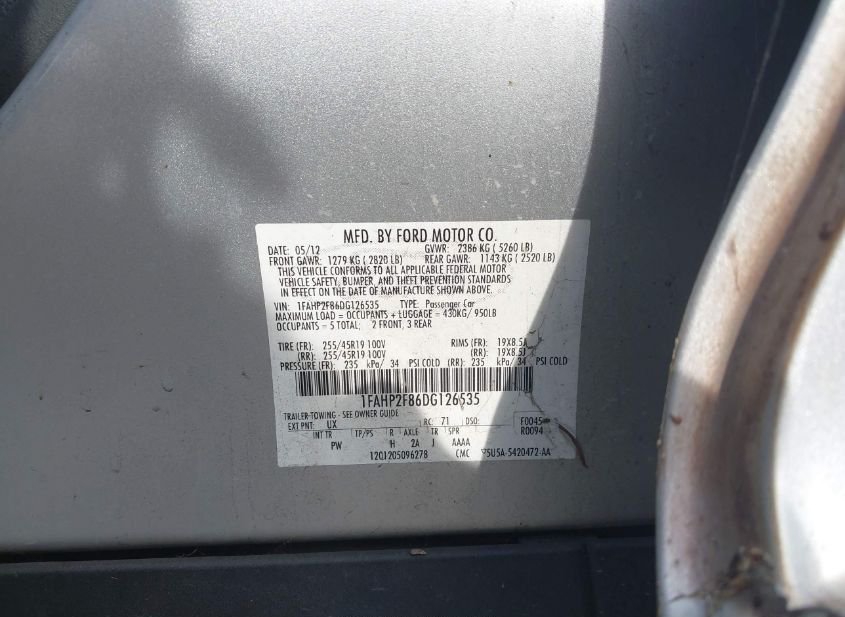 MFD. BY FORD MOTOR CO.
DATE: 05/12 GVWR: 2386 KG ( 5260 LB)
FRONT GAWR: 1279 KG ( 2820 LB) REAR GAWR: 1143 KG ( 2520 LB)
THIS VEHICLE CONFORMS TO ALL APPLICABLE FEDERAL MOTOR
VEHICLE SAFETY, BUMPER, AND THEFT PREVENTION STANDARDS
IN EFFECT ON THE DATE OF MANUFACTURE SHOWN ABOVE.
VIN: 1FAHP2F86DG126535 TYPE: Passenger Car
MAXIMUM LOAD = OCCUPANTS + LUGGAGE = 430KG/ 950LB
OCCUPANTS = 5 TOTAL; 2 FRONT, 3 REAR
TIRE (FR): 255/45R19 100V RIMS (FR): 19X8.5J
(RR): 255/45R19 100V (RR): 19X8.5J
PRESSURE (FR): 235 kPa/ 34 PSI COLD (RR): 235 kPa/ 34 PSI COLD
1FAHP2F86DG126535
TRAILER-TOWING - SEE OWNER GUIDE
EXT PNT: UX RC: 71 DSO: F0045
INT TR TP/PS R AXLE TR SPR R0094
PW H 2A J AAAA
120120509627B CMC 5U5A-5420472-AA